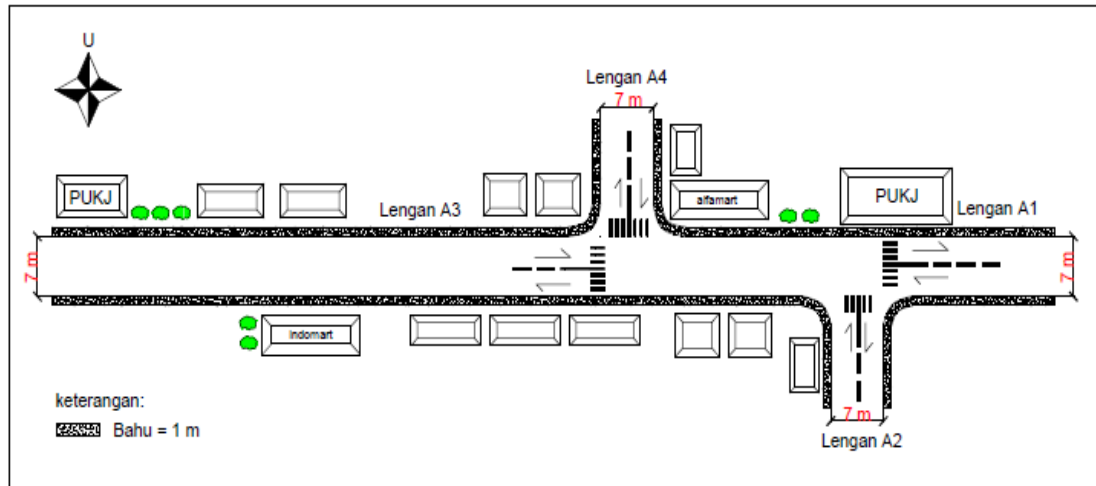 U
Lengan A4
7 m
PUKJ
Lengan A3
alfamart
PUKJ
Lengan A1
7 m
7 m
Indomart
keterangan:
Bahu = 1 m
7 m
Lengan A2